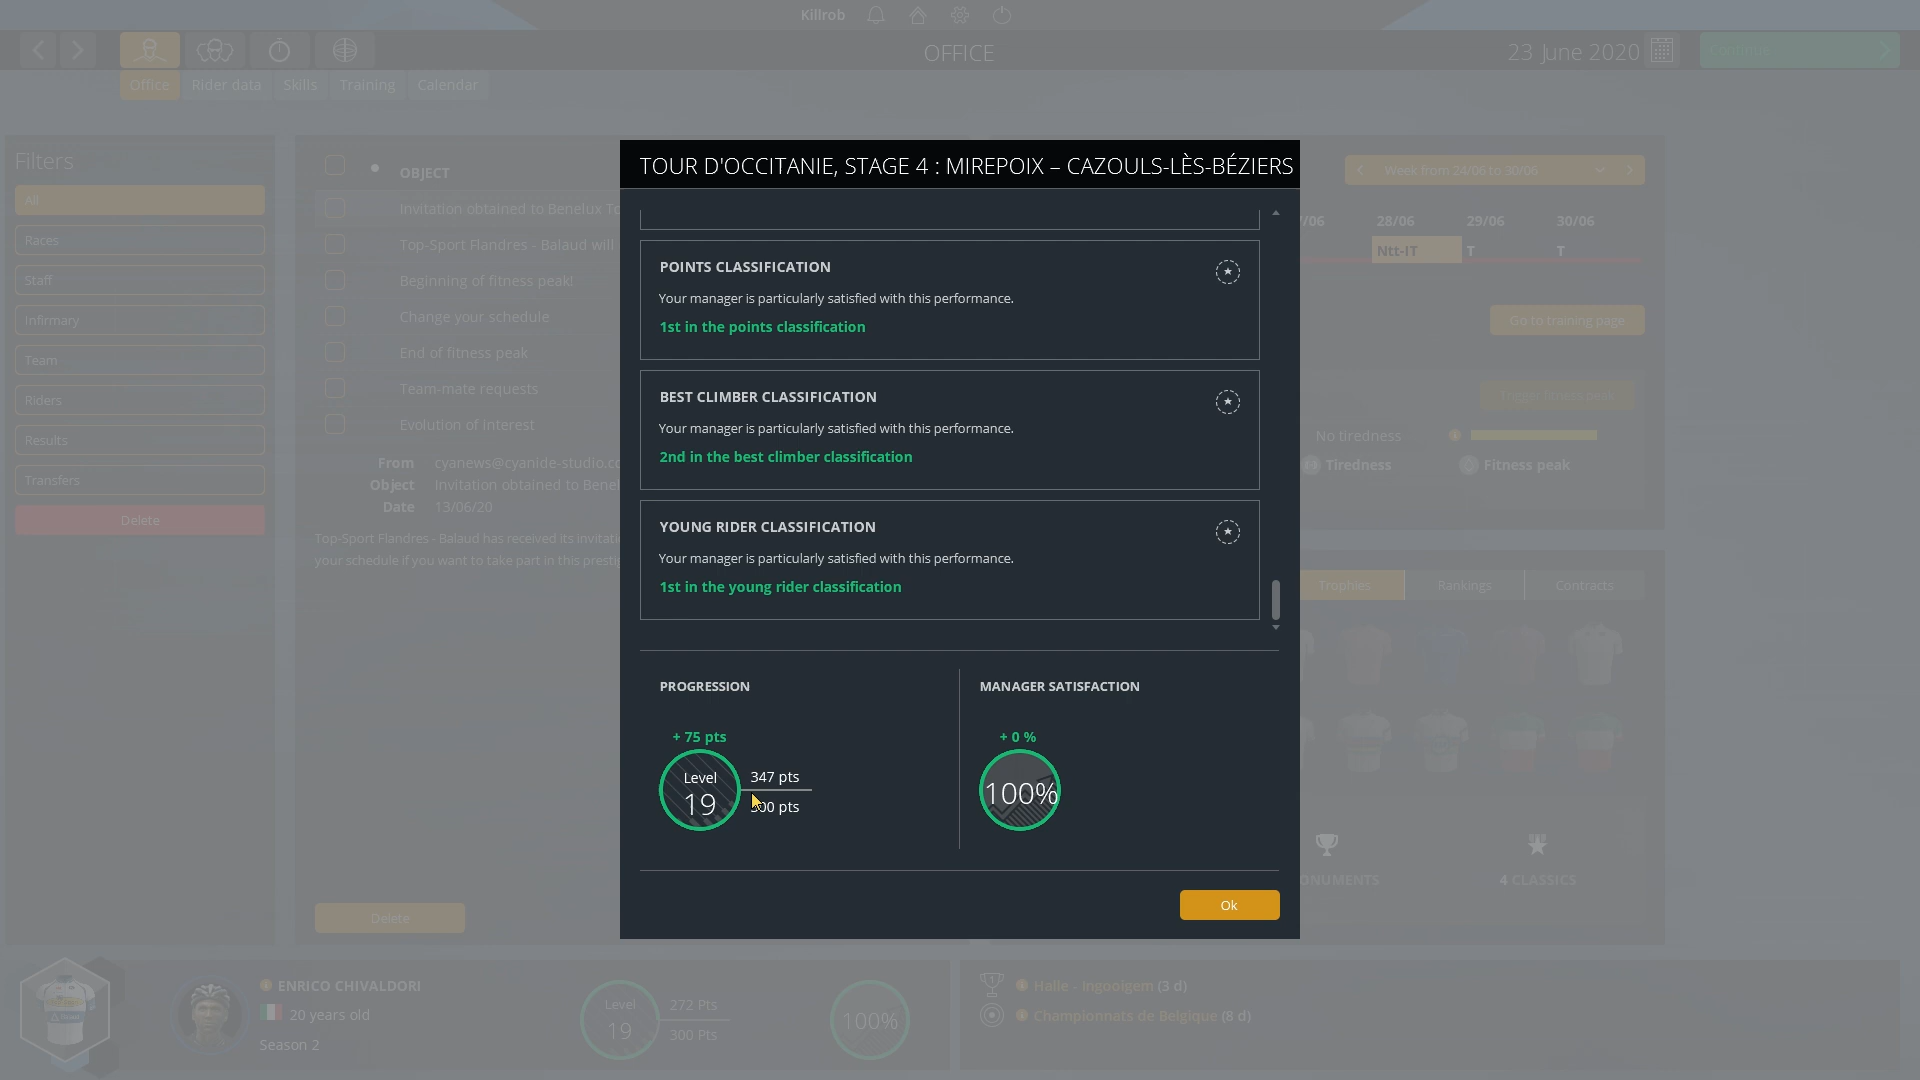 Killrob
OFFICE
23 June 2020
Continue
Office
Rider data
Skills
Training
Calendar
Filters
All
Races
Staff
Infirmary
Team
Riders
Results
Transfers
Delete
OBJECT
Invitation obtained to Benelux To
Top-Sport Flandres - Balaud will
Beginning of fitness peak!
Change your schedule
End of fitness peak
Team-mate requests
Evolution of interest
From cyanews@cyanide-studio.co
Object Invitation obtained to Bene
Date 13/06/20
Top-Sport Flandres - Balaud has received its invitati
your schedule if you want to take part in this prestig
Delete
TOUR D'OCCITANIE, STAGE 4 : MIREPOIX – CAZOULS-LÈS-BÉZIERS
POINTS CLASSIFICATION
Your manager is particularly satisfied with this performance.
1st in the points classification
BEST CLIMBER CLASSIFICATION
Your manager is particularly satisfied with this performance.
2nd in the best climber classification
YOUNG RIDER CLASSIFICATION
Your manager is particularly satisfied with this performance.
1st in the young rider classification
PROGRESSION
+ 75 pts
Level
19
347 pts
300 pts
MANAGER SATISFACTION
+ 0 %
100%
Ok
Week from 24/06 to 30/06
/06 28/06 29/06 30/06
Ntt-IT T T
Go to training page
Trigger fitness peak
No tiredness
Tiredness
Fitness peak
Trophies
Rankings
Contracts
ONUMENTS
4 CLASSICS
ENRICO CHIVALDORI
20 years old
Season 2
Level
19
272 Pts
300 Pts
100%
Halle - Ingooigem (3 d)
Championnats de Belgique (8 d)